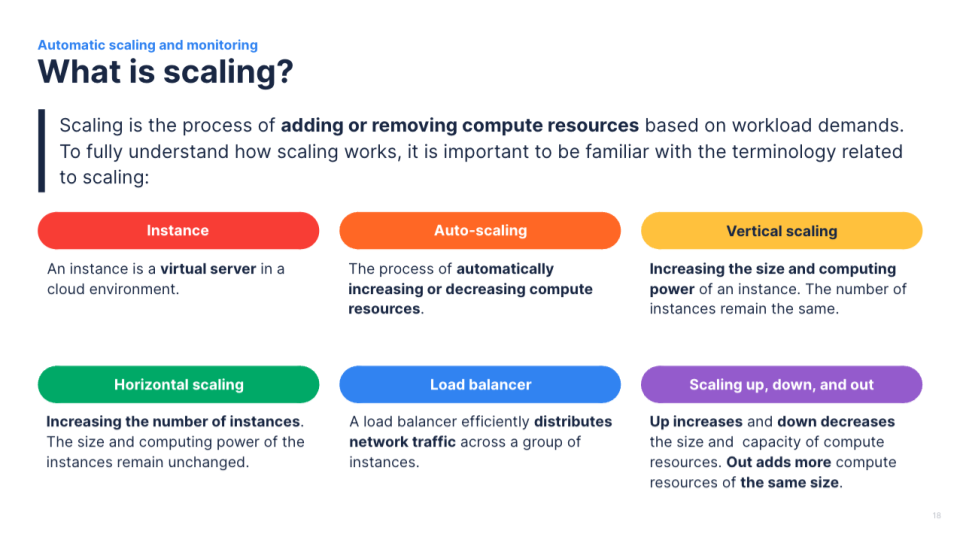 Automatic scaling and monitoring
What is scaling?
Scaling is the process of adding or removing compute resources based on workload demands.
To fully understand how scaling works, it is important to be familiar with the terminology related
to scaling:
Instance
An instance is a virtual server in a
cloud environment.
Auto-scaling
The process of automatically
increasing or decreasing compute
resources.
Vertical scaling
Increasing the size and computing
power of an instance. The number of
instances remain the same.
Horizontal scaling
Increasing the number of instances.
The size and computing power of the
instances remain unchanged.
Load balancer
A load balancer efficiently distributes
network traffic across a group of
instances.
Scaling up, down, and out
Up increases and down decreases
the size and  capacity of compute
resources. Out adds more compute
resources of the same size.
18